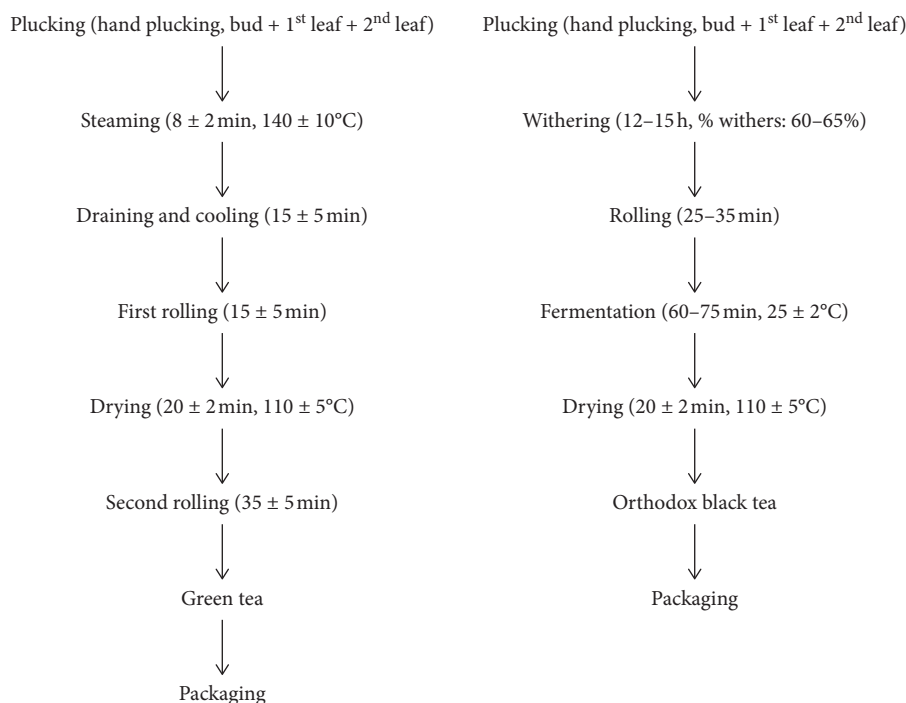 Plucking (hand plucking, bud + 1st leaf + 2nd leaf)
Steaming (8 ± 2 min, 140 ± 10°C)
Draining and cooling (15 ± 5 min)
First rolling (15 ± 5 min)
Drying (20 ± 2 min, 110 ± 5°C)
Second rolling (35 ± 5 min)
Green tea
Packaging
Plucking (hand plucking, bud + 1st leaf + 2nd leaf)
Withering (12–15 h, % withers: 60–65%)
Rolling (25–35 min)
Fermentation (60–75 min, 25 ± 2°C)
Drying (20 ± 2 min, 110 ± 5°C)
Orthodox black tea
Packaging